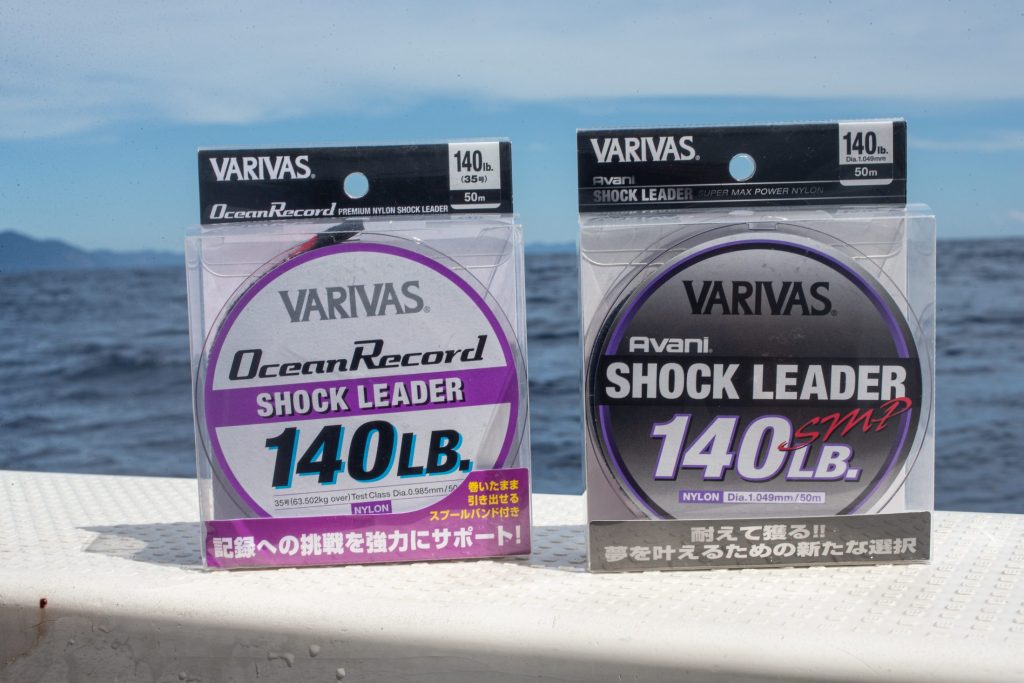 VARIVAS®
140lb.
(35号)
50m
OceanRecord PREMIUM NYLON SHOCK LEADER
VARIVAS®
OceanRecord
SHOCK LEADER
140LB.
35号(63.502kg over) Test Class Dia.0.985mm/50
NYLON
巻いたまま
引き出せる
スプールバンド付き
記録への挑戦を強力にサポート!
VARIVAS®
140lb.
Dia.1.049mm
50m
Avani
SHOCK LEADER SUPER MAX POWER NYLON
VARIVAS®
Avani®
SHOCK LEADER
SMP
140LB.
NYLON Dia.1.049mm/50m
耐えて獲る!!
夢を叶えるための新たな選択